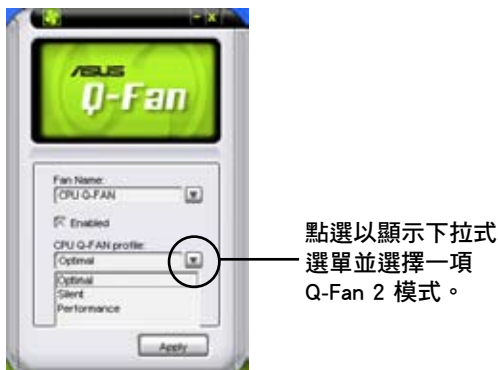 ASUS
Q-Fan
Fan Name:
CPU Q-FAN
Enabled
CPU Q-FAN profile:
Optimal
Optimal
Silent
Performance
Apply
點選以顯示下拉式
選單並選擇一項
Q-Fan 2 模式。